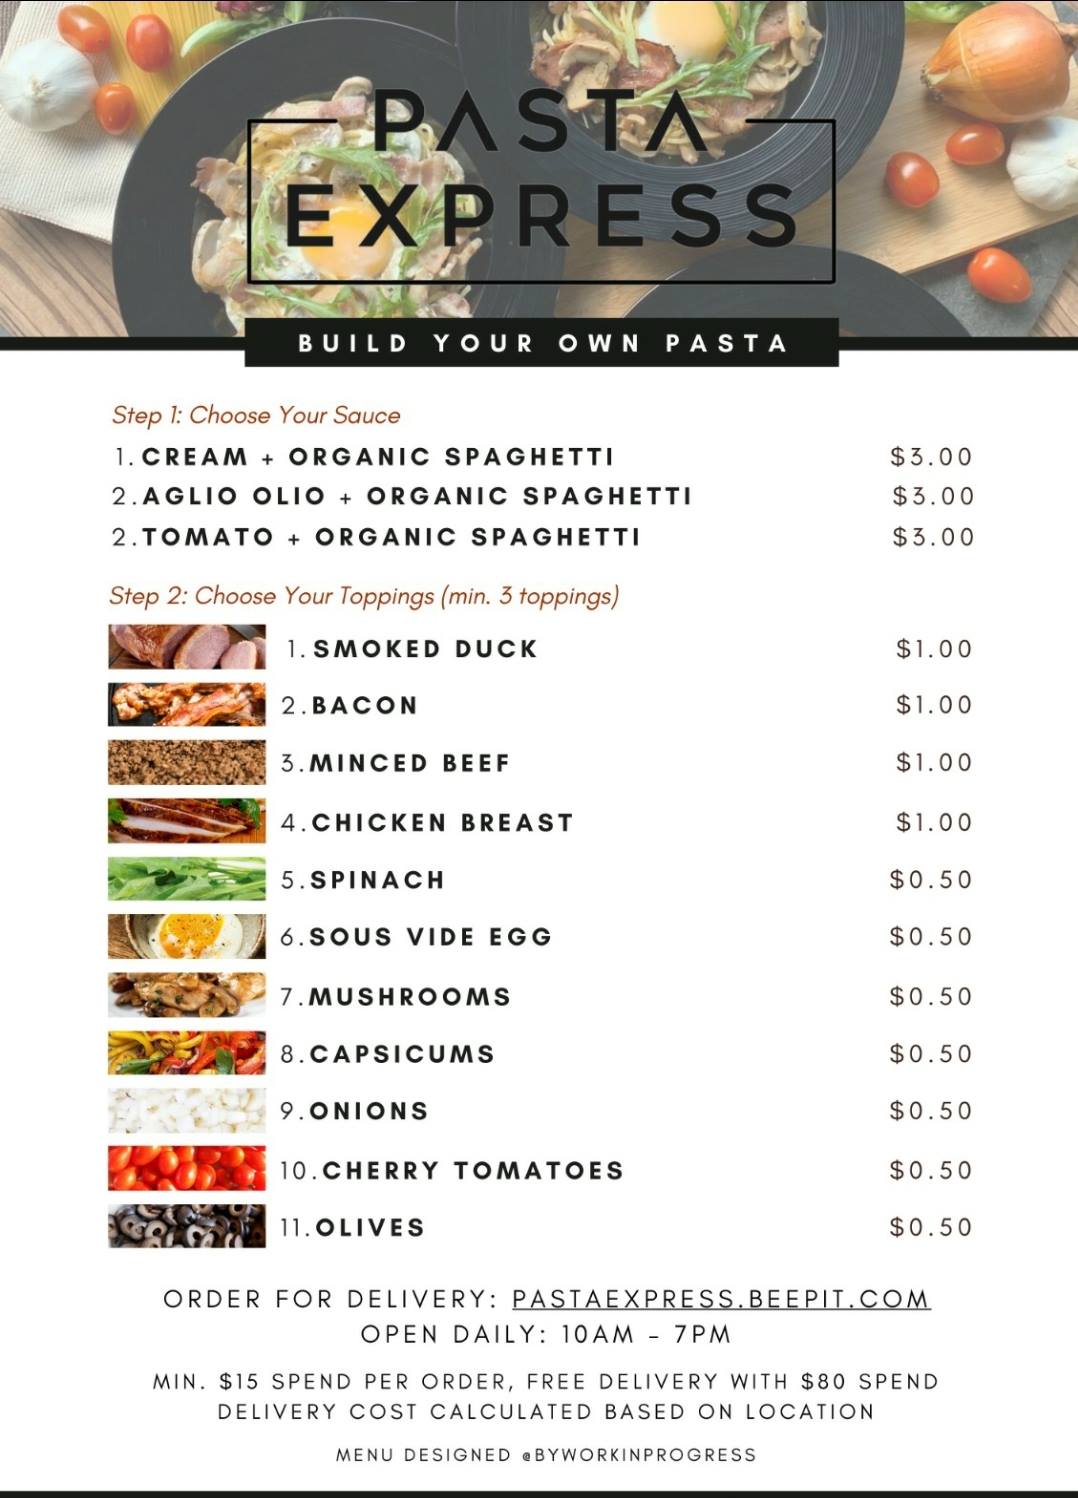 PASTA
EXPRESS
BUILD YOUR OWN PASTA
Step 1: Choose Your Sauce
1. CREAM + ORGANIC SPAGHETTI $3.00
2. AGLIO OLIO + ORGANIC SPAGHETTI $3.00
2. TOMATO + ORGANIC SPAGHETTI $3.00
Step 2: Choose Your Toppings (min. 3 toppings)
1. SMOKED DUCK $1.00
2. BACON $1.00
3. MINCED BEEF $1.00
4. CHICKEN BREAST $1.00
5. SPINACH $0.50
6. SOUS VIDE EGG $0.50
7. MUSHROOMS $0.50
8. CAPSICUMS $0.50
9. ONIONS $0.50
10. CHERRY TOMATOES $0.50
11. OLIVES $0.50
ORDER FOR DELIVERY: PASTAEXPRESS.BEEPIT.COM
OPEN DAILY: 10AM - 7PM
MIN. $15 SPEND PER ORDER, FREE DELIVERY WITH $80 SPEND
DELIVERY COST CALCULATED BASED ON LOCATION
MENU DESIGNED @BYWORKINPROGRESS